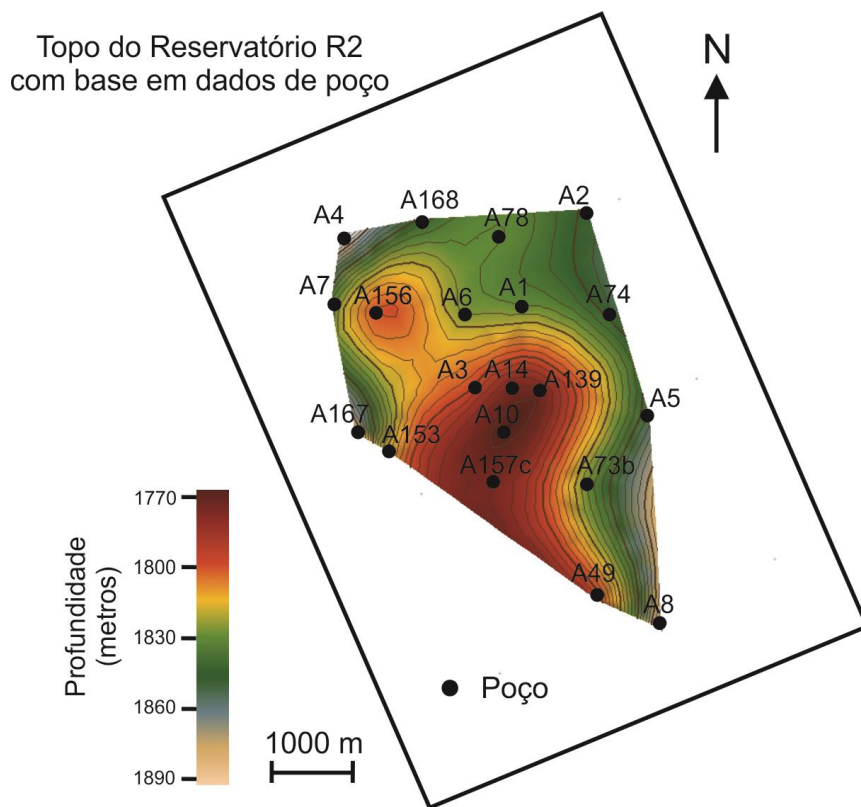 Topo do Reservatório R2
com base em dados de poço
N
A2
A168
A4
A78
A7
A156
A6
A1
A74
A3
A14
A139
A5
A167
A153
A10
A157c
A73b
1770
1800
1830
1860
1890
Profundidade
(metros)
A49
A8
Poço
1000 m